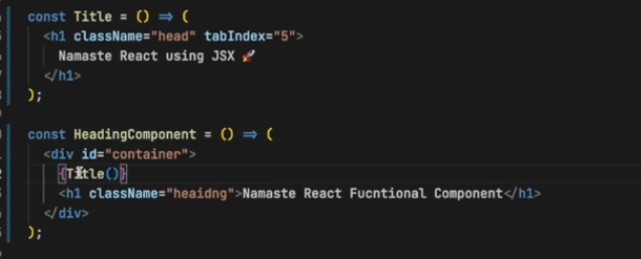 const Title = () => (
<h1 className="head" tabIndex="5">
Namaste React using JSX 🚀
</h1>
);
const HeadingComponent = () => (
<div id="container">
{Title()}
<h1 className="heaidng">Namaste React Fucntional Component</h1>
</div>
);